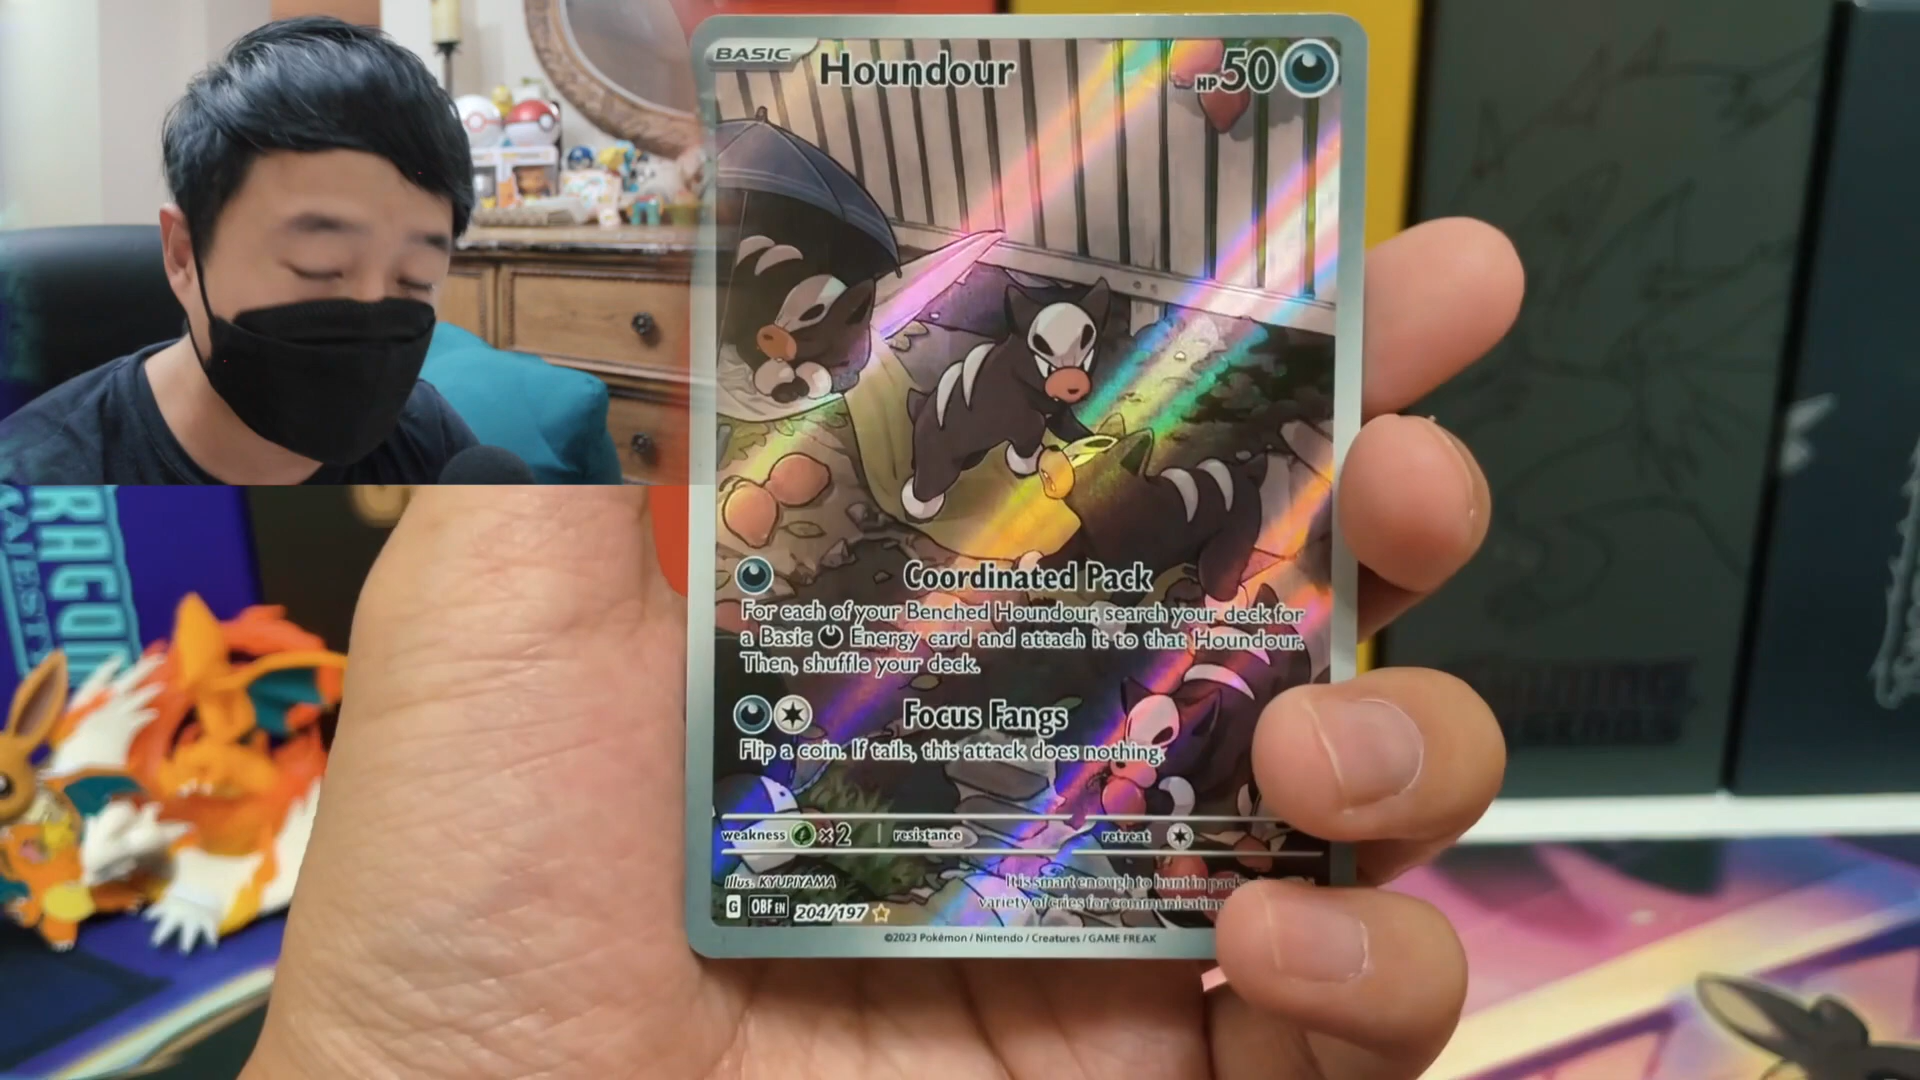 BASIC
Houndour
HP 50
Coordinated Pack
For each of your Benched Houndour, search your deck for
a Basic Energy card and attach it to that Houndour.
Then, shuffle your deck.
Focus Fangs
Flip a coin. If tails, this attack does nothing.
weakness ×2 resistance retreat
Illus. KYUPIYAMA
It is smart enough to hunt in
variety of cries for communicating
G OBF EN 204/197
©2023 Pokémon / Nintendo / Creatures / GAME FREAK